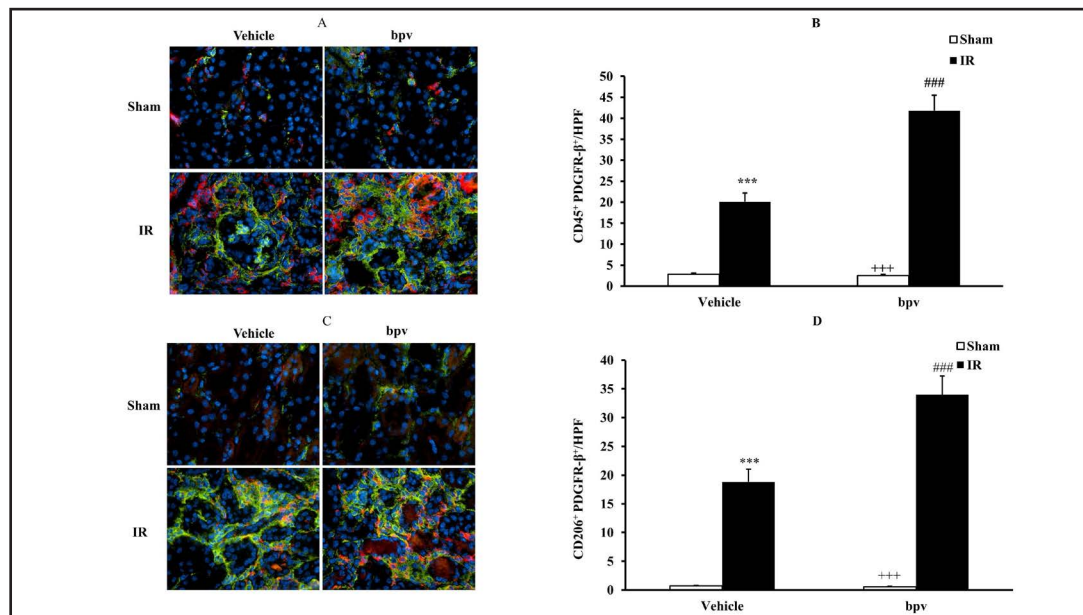 A
Vehicle
bpv
Sham
IR
B
Sham
IR
CD45⁺ PDGFR-β⁺/HPF
50
45
40
35
30
25
20
15
10
5
0
***
+++
###
Vehicle
bpv
C
Vehicle
bpv
Sham
IR
D
Sham
IR
CD206⁺ PDGFR-β⁺/HPF
40
35
30
25
20
15
10
5
0
***
+++
###
Vehicle
bpv